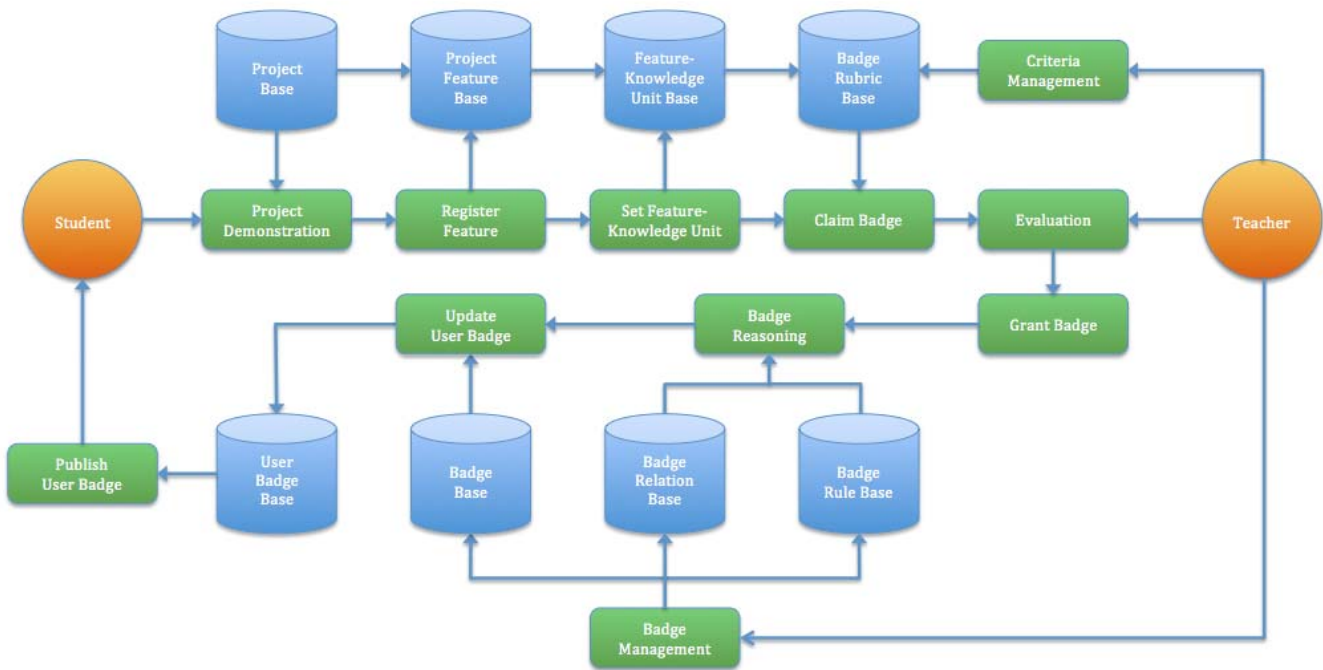 Project
Base
Project
Feature
Base
Feature-
Knowledge
Unit Base
Badge
Rubric
Base
Criteria
Management
Student
Project
Demonstration
Register
Feature
Set Feature-
Knowledge Unit
Claim Badge
Evaluation
Teacher
Update
User Badge
Badge
Reasoning
Grant Badge
Publish
User Badge
User
Badge
Base
Badge
Base
Badge
Relation
Base
Badge
Rule Base
Badge
Management